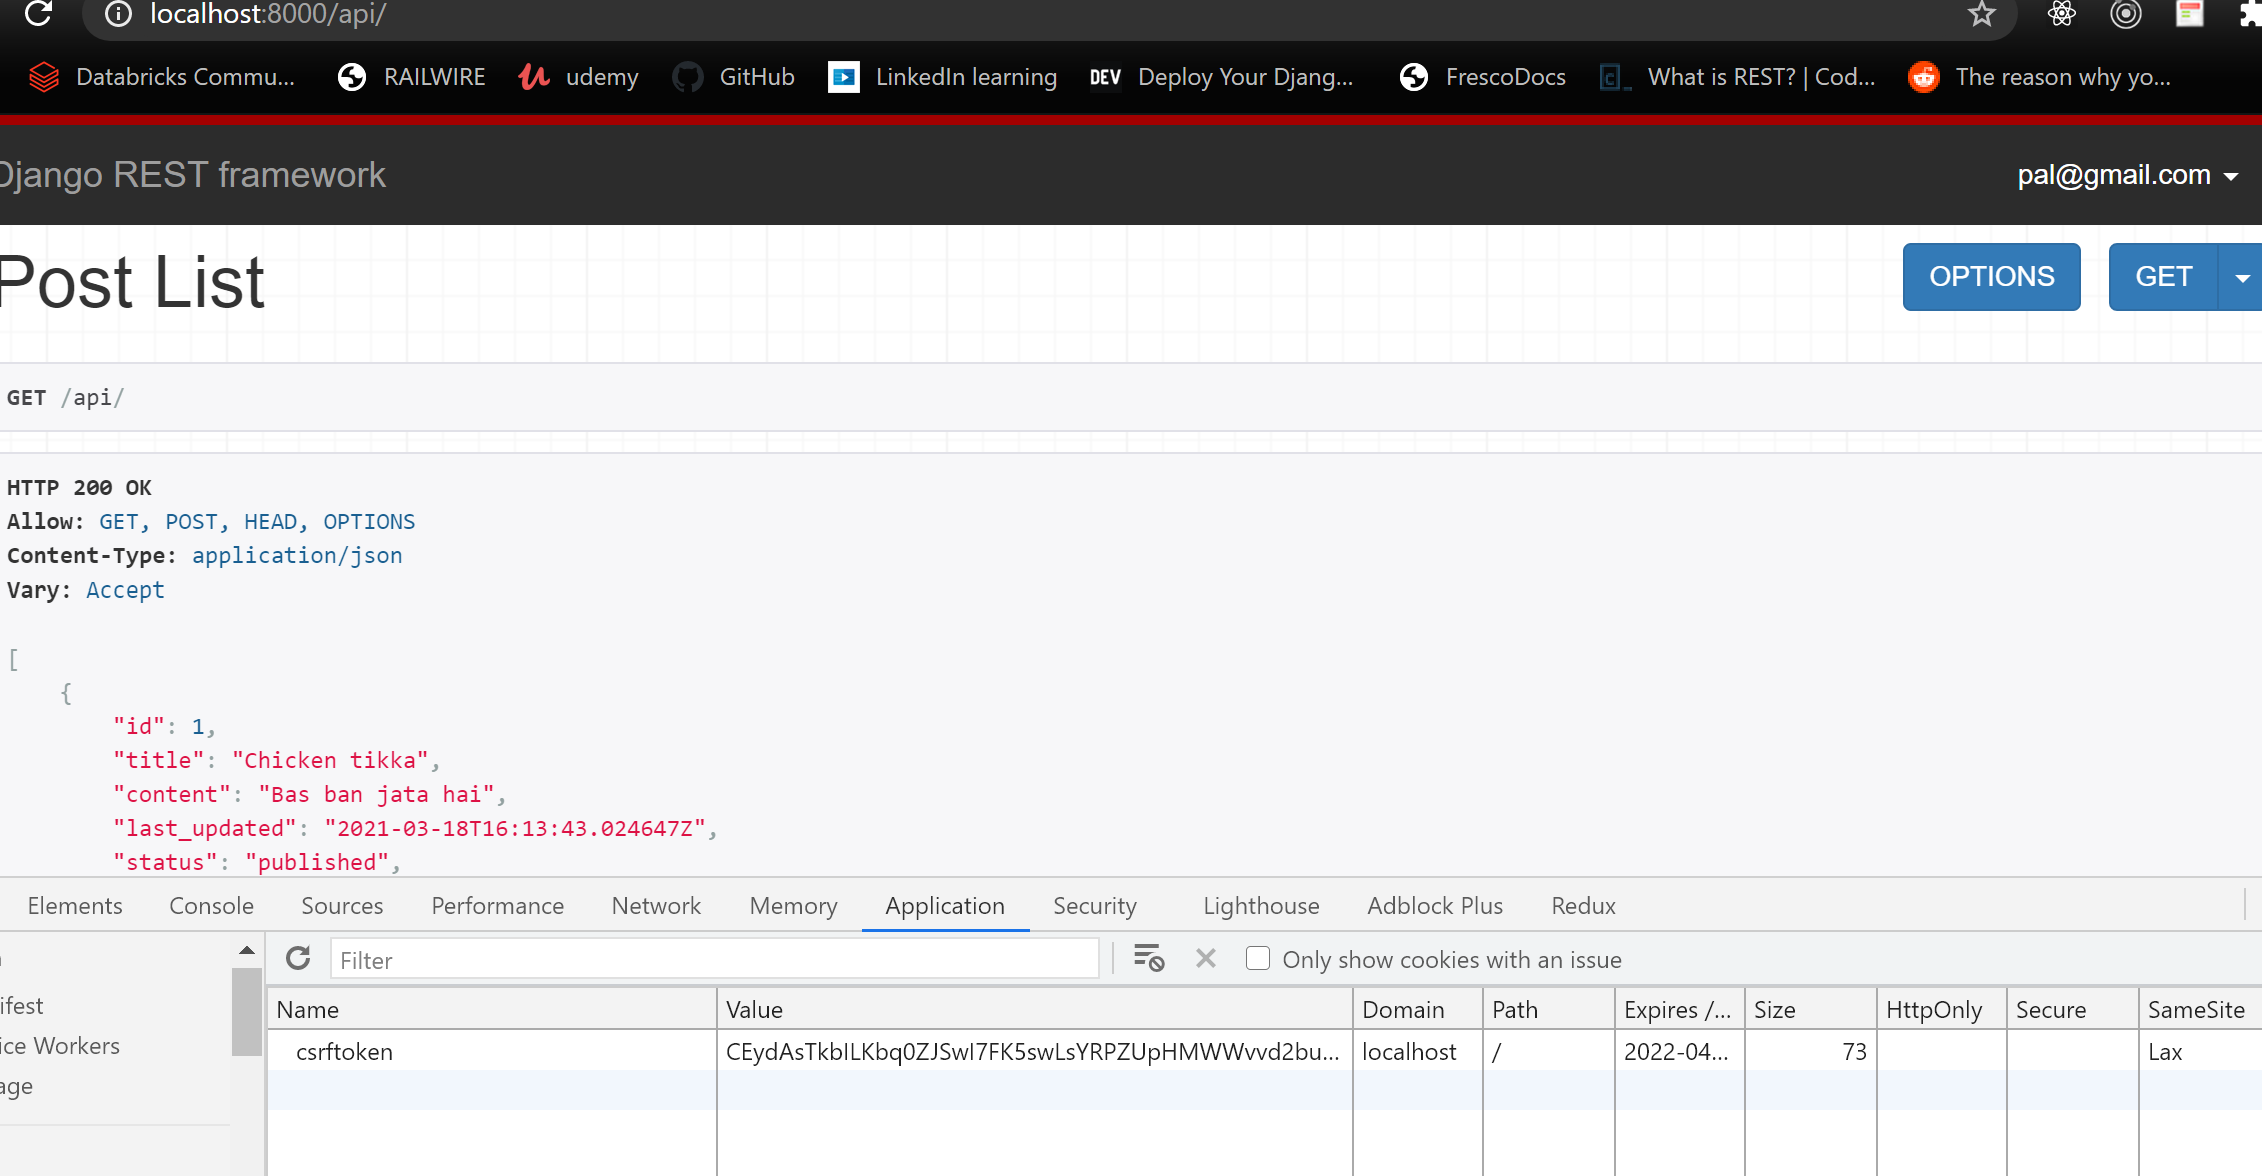 localhost:8000/api/
Databricks Commu... RAILWIRE udemy GitHub LinkedIn learning DEV Deploy Your Djang... FrescoDocs What is REST? | Cod... The reason why yo...
Django REST framework pal@gmail.com
Post List OPTIONS GET
GET /api/
HTTP 200 OK
Allow: GET, POST, HEAD, OPTIONS
Content-Type: application/json
Vary: Accept
[
{
"id": 1,
"title": "Chicken tikka",
"content": "Bas ban jata hai",
"last_updated": "2021-03-18T16:13:43.024647Z",
"status": "published",
Elements Console Sources Performance Network Memory Application Security Lighthouse Adblock Plus Redux
Filter Only show cookies with an issue
Name Value Domain Path Expires /... Size HttpOnly Secure SameSite
ifest
ice Workers
age
csrftoken CEydAsTkblLKbq0ZJSwI7FK5swLsYRPZUpHMWWvvd2bu... localhost / 2022-04... 73 Lax